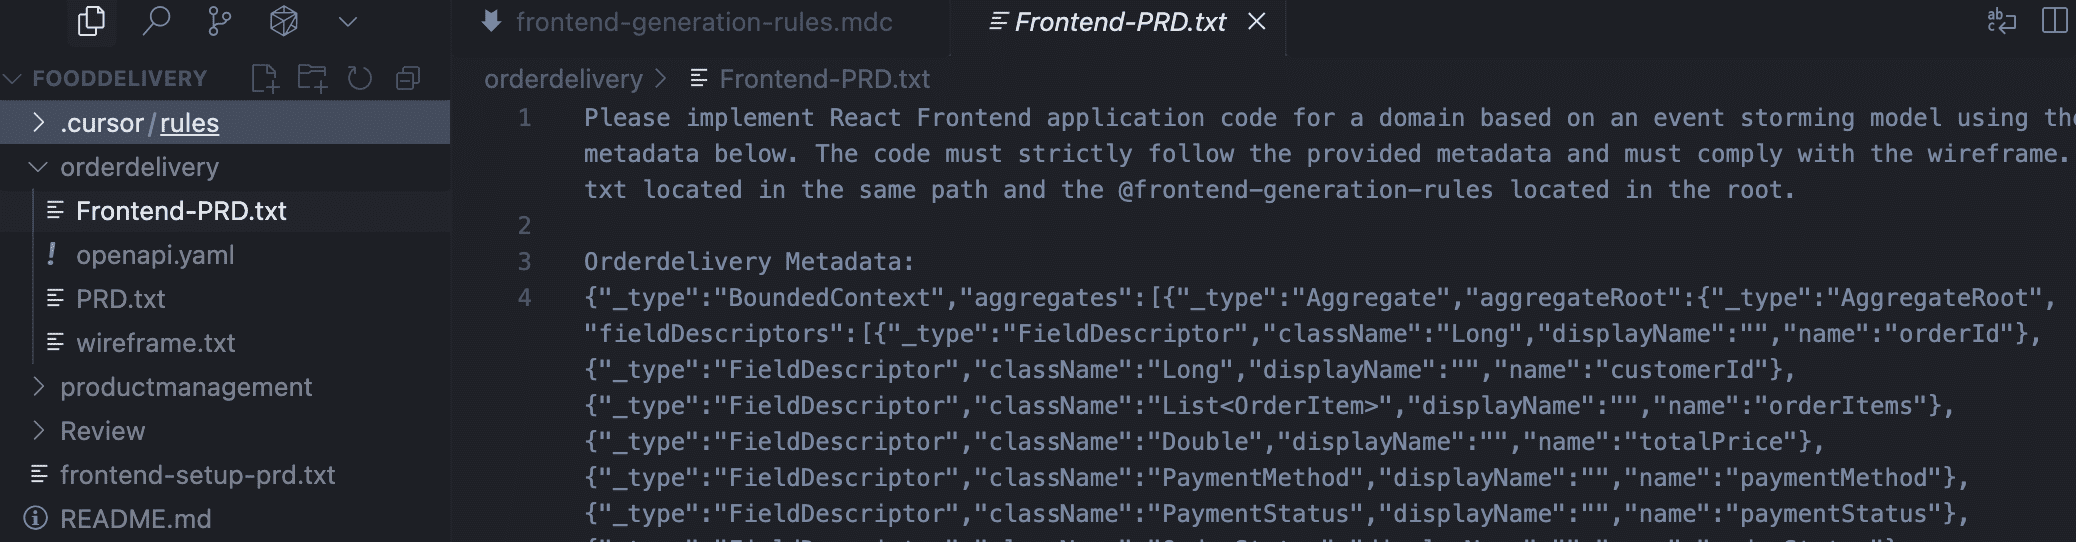 frontend-generation-rules.mdc
Frontend-PRD.txt
FOODDELIVERY
orderdelivery > Frontend-PRD.txt
.cursor/rules
orderdelivery
Frontend-PRD.txt
! openapi.yaml
PRD.txt
wireframe.txt
productmanagement
Review
frontend-setup-prd.txt
README.md
1 Please implement React Frontend application code for a domain based on an event storming model using the
metadata below. The code must strictly follow the provided metadata and must comply with the wireframe.
txt located in the same path and the @frontend-generation-rules located in the root.
2
3 Orderdelivery Metadata:
4 {"_type":"BoundedContext","aggregates":[{"_type":"Aggregate","aggregateRoot":{"_type":"AggregateRoot",
"fieldDescriptors":[{"_type":"FieldDescriptor","className":"Long","displayName":"","name":"orderId"},
{"_type":"FieldDescriptor","className":"Long","displayName":"","name":"customerId"},
{"_type":"FieldDescriptor","className":"List<OrderItem>","displayName":"","name":"orderItems"},
{"_type":"FieldDescriptor","className":"Double","displayName":"","name":"totalPrice"},
{"_type":"FieldDescriptor","className":"PaymentMethod","displayName":"","name":"paymentMethod"},
{"_type":"FieldDescriptor","className":"PaymentStatus","displayName":"","name":"paymentStatus"},